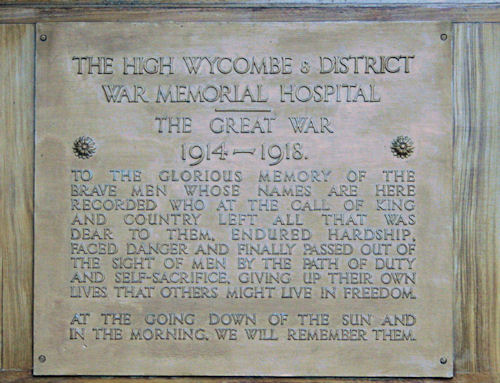 THE HIGH WYCOMBE & DISTRICT
WAR MEMORIAL HOSPITAL
THE GREAT WAR
1914-1918.
TO THE GLORIOUS MEMORY OF THE
BRAVE MEN WHOSE NAMES ARE HERE
RECORDED WHO AT THE CALL OF KING
AND COUNTRY LEFT ALL THAT WAS
DEAR TO THEM, ENDURED HARDSHIP,
FACED DANGER AND FINALLY PASSED OUT OF
THE SIGHT OF MEN BY THE PATH OF DUTY
AND SELF-SACRIFICE, GIVING UP THEIR OWN
LIVES THAT OTHERS MIGHT LIVE IN FREEDOM.
AT THE GOING DOWN OF THE SUN AND
IN THE MORNING, WE WILL REMEMBER THEM.